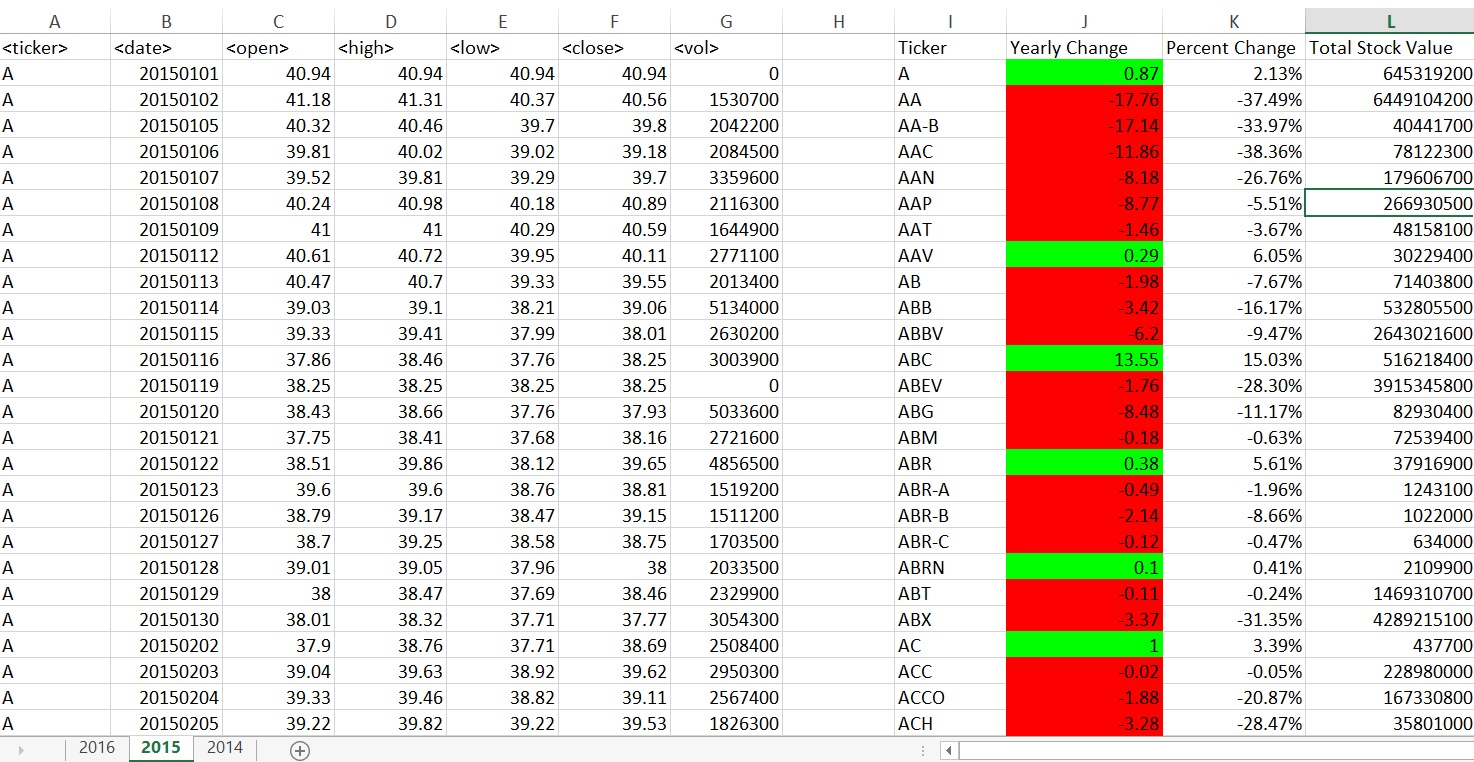 A B C D E F G H I J K L
<ticker> <date> <open> <high> <low> <close> <vol> Ticker Yearly Change Percent Change Total Stock Value
A 20150101 40.94 40.94 40.94 40.94 0 A 0.87 2.13% 645319200
A 20150102 41.18 41.31 40.37 40.56 1530700 AA -17.76 -37.49% 6449104200
A 20150105 40.32 40.46 39.7 39.8 2042200 AA-B -17.14 -33.97% 40441700
A 20150106 39.81 40.02 39.02 39.18 2084500 AAC -11.86 -38.36% 78122300
A 20150107 39.52 39.81 39.29 39.7 3359600 AAN -8.18 -26.76% 179606700
A 20150108 40.24 40.98 40.18 40.89 2116300 AAP -8.77 -5.51% 266930500
A 20150109 41 41 40.29 40.59 1644900 AAT -1.46 -3.67% 48158100
A 20150112 40.61 40.72 39.95 40.11 2771100 AAV 0.29 6.05% 30229400
A 20150113 40.47 40.7 39.33 39.55 2013400 AB -1.98 -7.67% 71403800
A 20150114 39.03 39.1 38.21 39.06 5134000 ABB -3.42 -16.17% 532805500
A 20150115 39.33 39.41 37.99 38.01 2630200 ABBV -6.2 -9.47% 2643021600
A 20150116 37.86 38.46 37.76 38.25 3003900 ABC 13.55 15.03% 516218400
A 20150119 38.25 38.25 38.25 38.25 0 ABEV -1.76 -28.30% 3915345800
A 20150120 38.43 38.66 37.76 37.93 5033600 ABG -8.48 -11.17% 82930400
A 20150121 37.75 38.41 37.68 38.16 2721600 ABM -0.18 -0.63% 72539400
A 20150122 38.51 39.86 38.12 39.65 4856500 ABR 0.38 5.61% 37916900
A 20150123 39.6 39.6 38.76 38.81 1519200 ABR-A -0.49 -1.96% 1243100
A 20150126 38.79 39.17 38.47 39.15 1511200 ABR-B -2.14 -8.66% 1022000
A 20150127 38.7 39.25 38.58 38.75 1703500 ABR-C -0.12 -0.47% 634000
A 20150128 39.01 39.05 37.96 38 2033500 ABRN 0.1 0.41% 2109900
A 20150129 38 38.47 37.69 38.46 2329900 ABT -0.11 -0.24% 1469310700
A 20150130 38.01 38.32 37.71 37.77 3054300 ABX -3.37 -31.35% 4289215100
A 20150202 37.9 38.76 37.71 38.69 2508400 AC 1 3.39% 437700
A 20150203 39.04 39.63 38.92 39.62 2950300 ACC -0.02 -0.05% 228980000
A 20150204 39.33 39.46 38.82 39.11 2567400 ACCO -1.88 -20.87% 167330800
A 20150205 39.22 39.82 39.22 39.53 1826300 ACH -3.28 -28.47% 35801000
2016 2015 2014